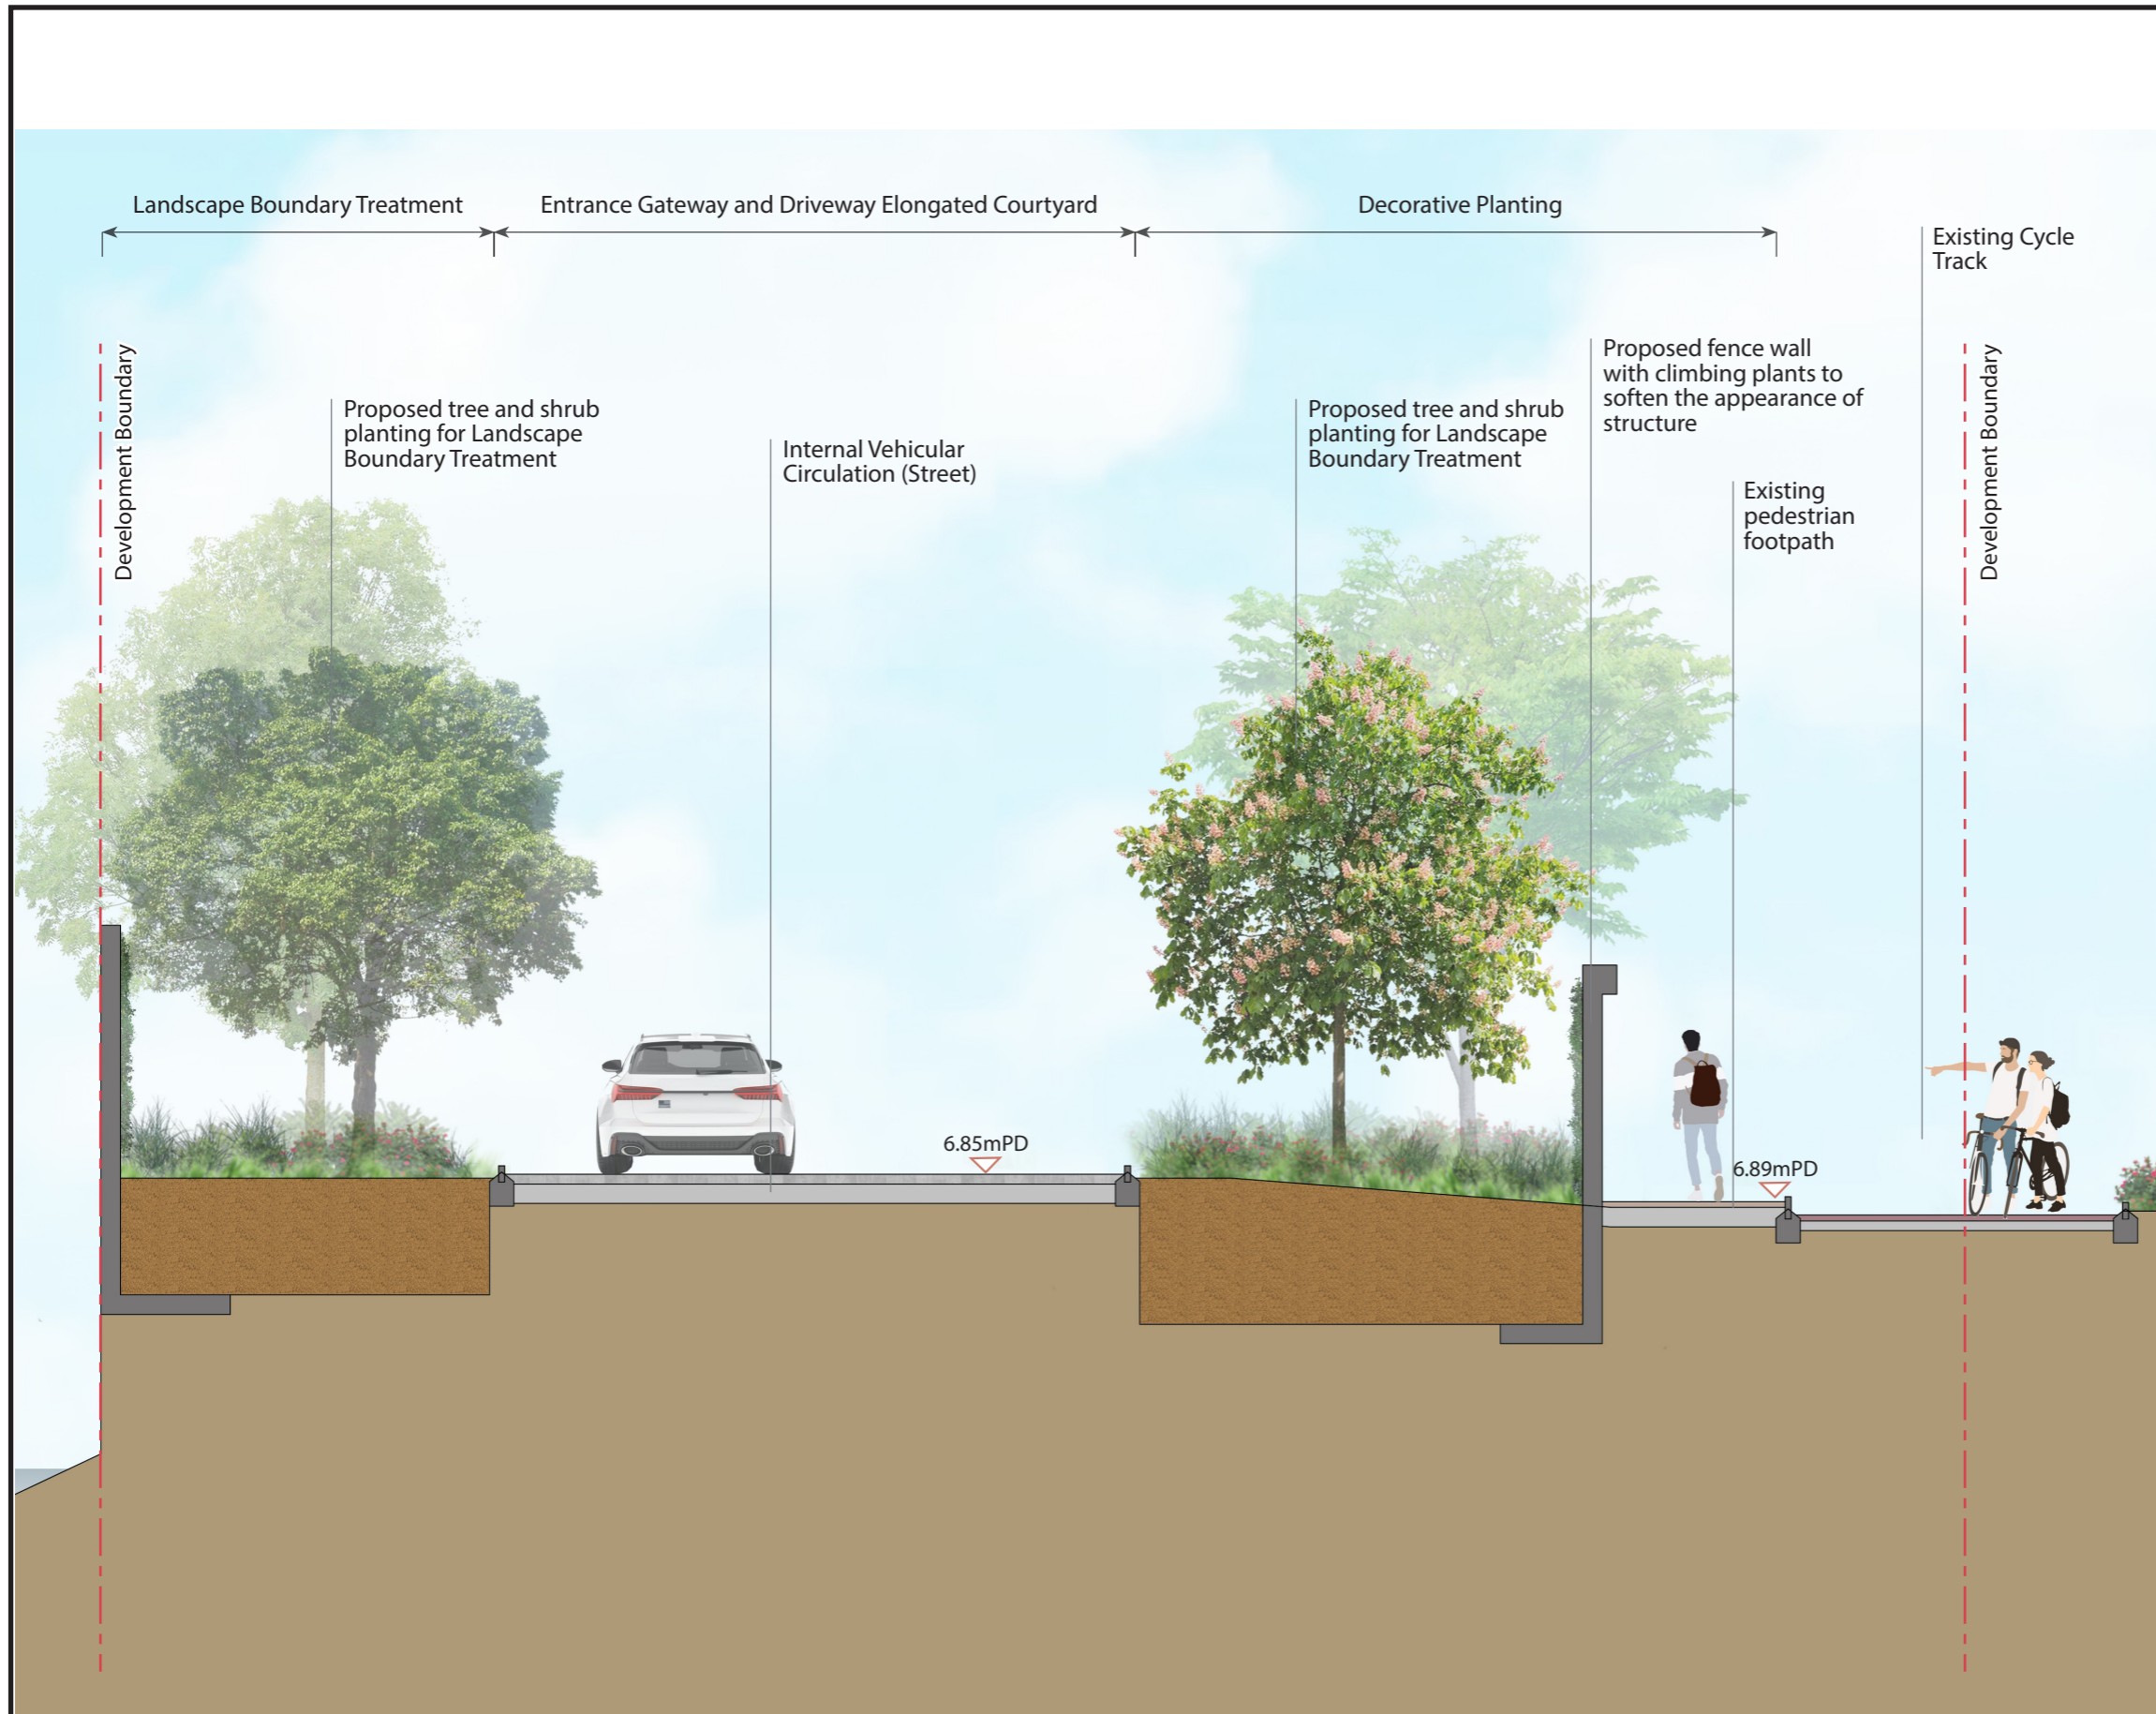 Landscape Boundary Treatment
Entrance Gateway and Driveway Elongated Courtyard
Decorative Planting
Existing Cycle
Track
Development Boundary
Proposed tree and shrub
planting for Landscape
Boundary Treatment
Internal Vehicular
Circulation (Street)
Proposed tree and shrub
planting for Landscape
Boundary Treatment
Proposed fence wall
with climbing plants to
soften the appearance of
structure
Existing
pedestrian
footpath
Development Boundary
6.85mPD
6.89mPD